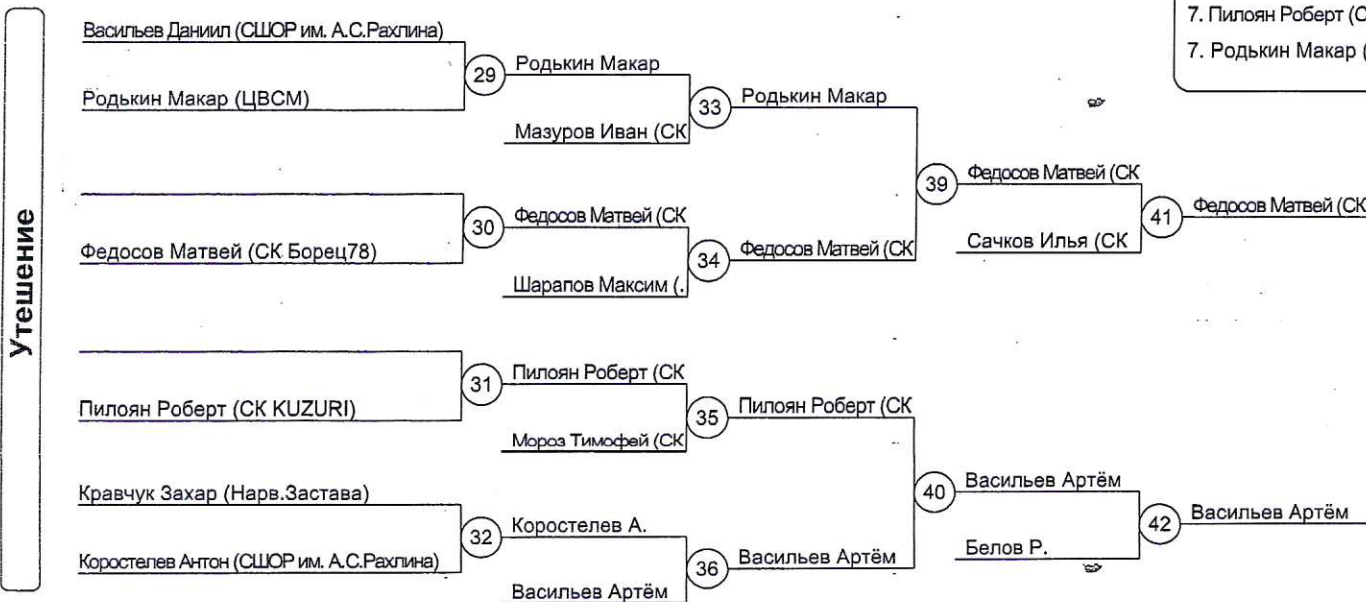 7. Пилоян Роберт (С
7. Родькин Макар (
Утешение
Васильев Даниил (СШОР им. А.С.Рахлина)
Родькин Макар (ЦВСМ)
29
Родькин Макар
Мазуров Иван (СК
33
Родькин Макар
Федосов Матвей (СК Борец78)
30
Федосов Матвей (СК
Шарапов Максим (.
34
Федосов Матвей (СК
39
Федосов Матвей (СК
Сачков Илья (СК
41
Федосов Матвей (СК
Пилоян Роберт (СК KUZURI)
31
Пилоян Роберт (СК
Мороз Тимофей (СК
35
Пилоян Роберт (СК
Кравчук Захар (Нарв.Застава)
Коростелев Антон (СШОР им. А.С.Рахлина)
32
Коростелев А.
Васильев Артём
36
Васильев Артём
40
Васильев Артём
Белов Р.
42
Васильев Артём